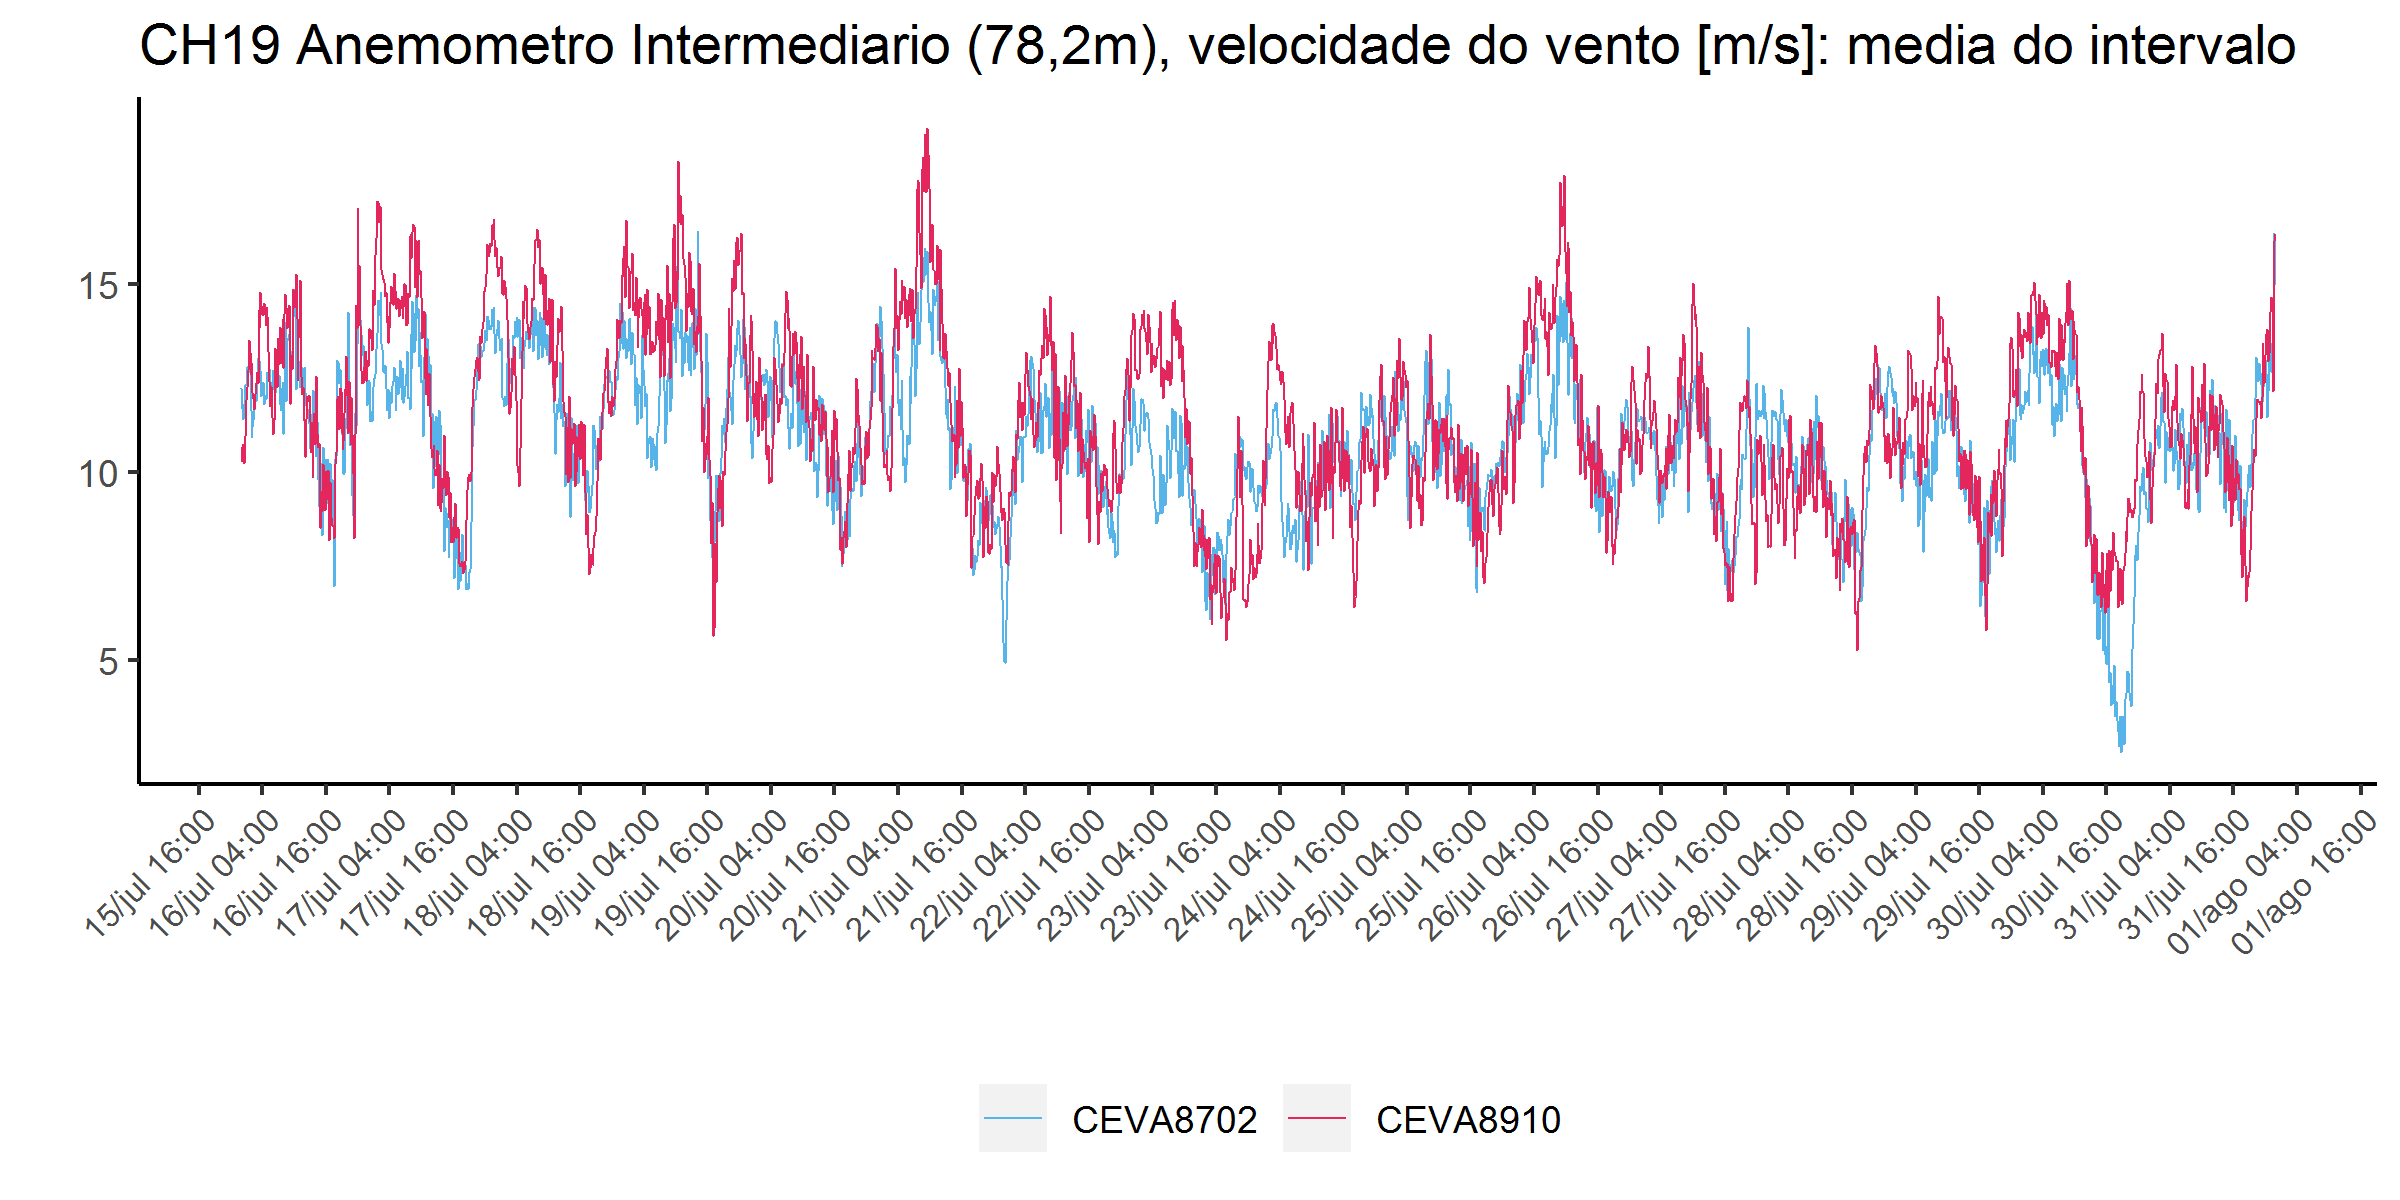 CH19 Anemometro Intermediario (78,2m), velocidade do vento [m/s]: media do intervalo
15
10
5
15/jul 16:00
16/jul 04:00
16/jul 16:00
17/jul 04:00
17/jul 16:00
18/jul 04:00
18/jul 16:00
19/jul 04:00
19/jul 16:00
20/jul 04:00
20/jul 16:00
21/jul 04:00
21/jul 16:00
22/jul 04:00
22/jul 16:00
23/jul 04:00
23/jul 16:00
24/jul 04:00
24/jul 16:00
25/jul 04:00
25/jul 16:00
26/jul 04:00
26/jul 16:00
27/jul 04:00
27/jul 16:00
28/jul 04:00
28/jul 16:00
29/jul 04:00
29/jul 16:00
30/jul 04:00
30/jul 16:00
31/jul 04:00
31/jul 16:00
01/ago 04:00
01/ago 16:00
CEVA8702 CEVA8910